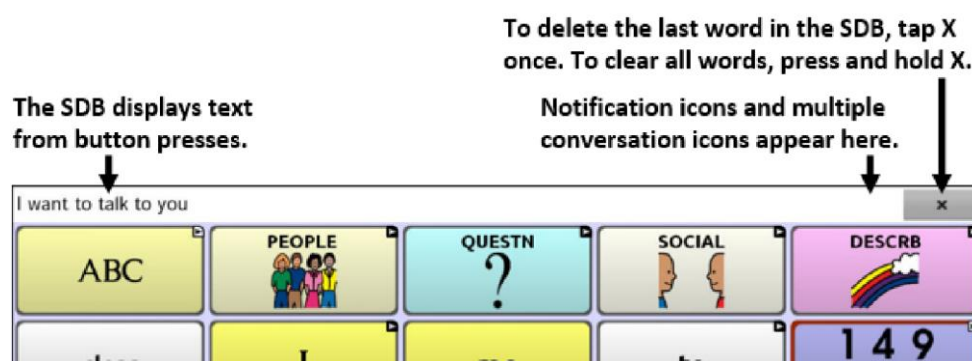 To delete the last word in the SDB, tap X
once. To clear all words, press and hold X.
The SDB displays text
from button presses.
Notification icons and multiple
conversation icons appear here.
I want to talk to you
×
ABC
PEOPLE
QUESTN
?
SOCIAL
DESCRB
I
1 4 9